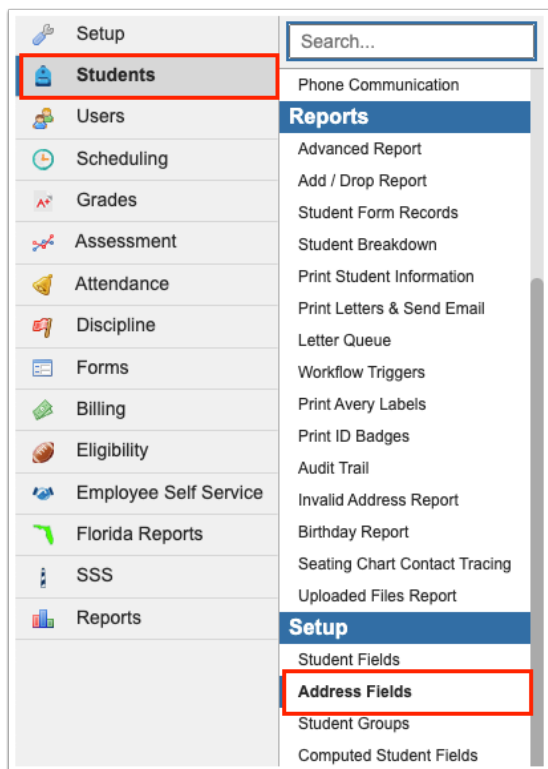 Setup
Students
Users
Scheduling
A+ Grades
Assessment
Attendance
Discipline
Forms
Billing
Eligibility
Employee Self Service
Florida Reports
SSS
Reports
Search...
Phone Communication
Reports
Advanced Report
Add / Drop Report
Student Form Records
Student Breakdown
Print Student Information
Print Letters & Send Email
Letter Queue
Workflow Triggers
Print Avery Labels
Print ID Badges
Audit Trail
Invalid Address Report
Birthday Report
Seating Chart Contact Tracing
Uploaded Files Report
Setup
Student Fields
Address Fields
Student Groups
Computed Student Fields